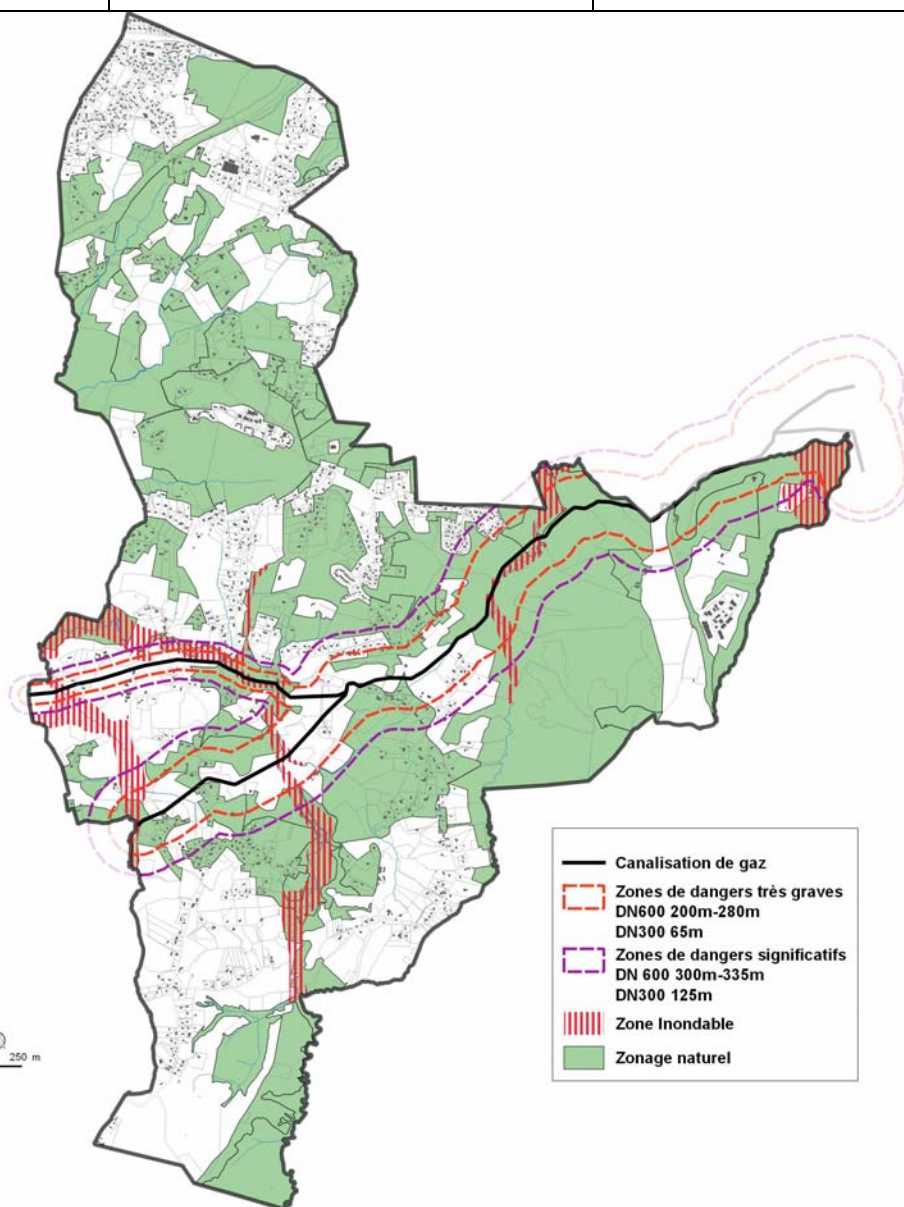 Canalisation de gaz
Zones de dangers très graves
DN600 200m-280m
DN300 65m
Zones de dangers significatifs
DN 600 300m-335m
DN300 125m
Zone Inondable
Zonage naturel
250 m